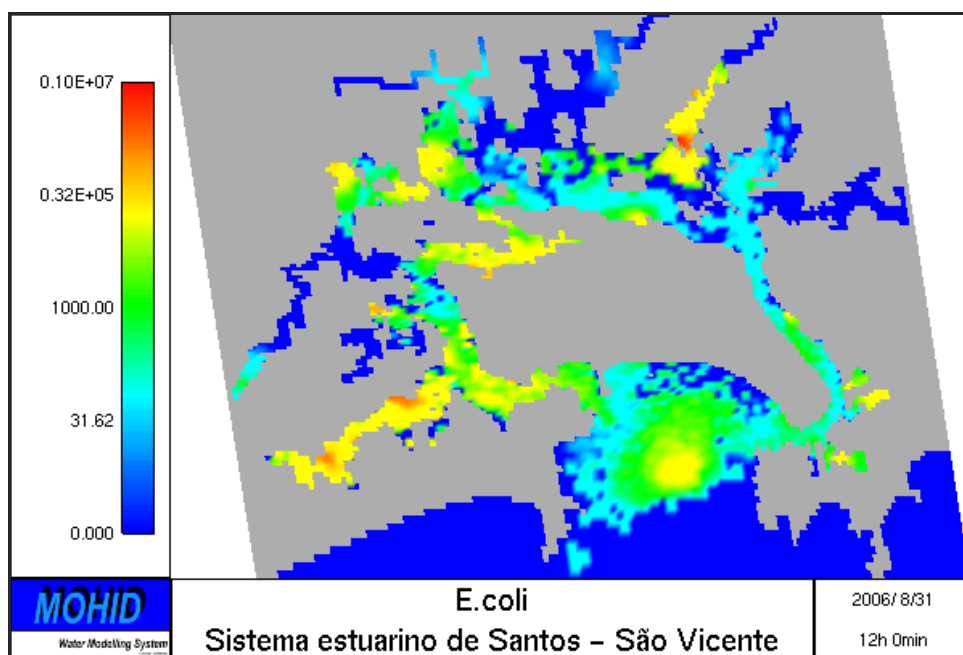 0.10E+07
0.32E+05
1000.00
31.62
0.000
MOHID
Water Modelling System
E.coli
Sistema estuarino de Santos – São Vicente
2006/ 8/31
12h 0min